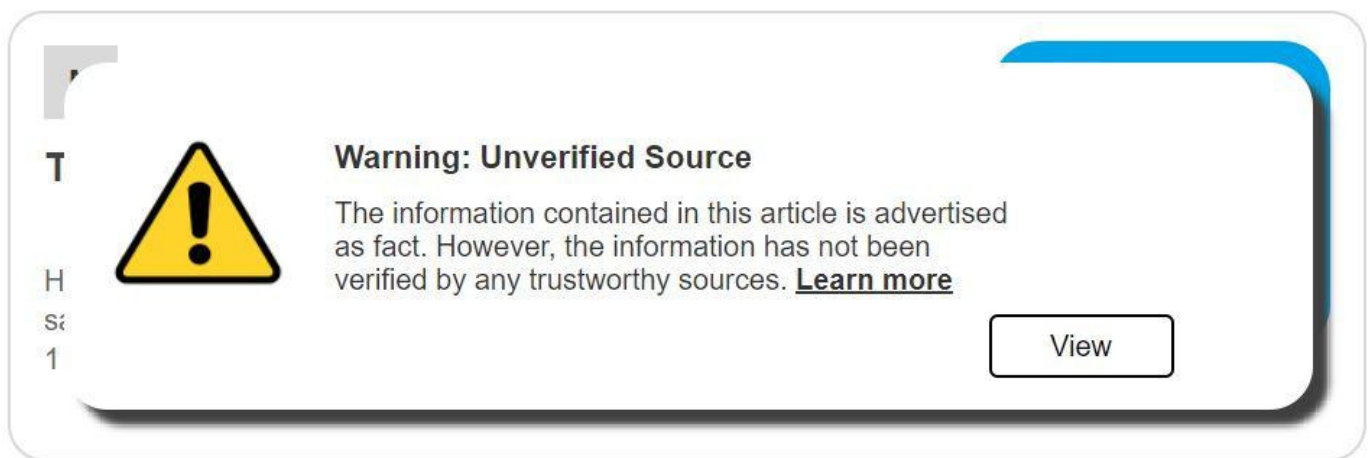 T
Warning: Unverified Source
The information contained in this article is advertised
as fact. However, the information has not been
verified by any trustworthy sources. Learn more
H
1
View